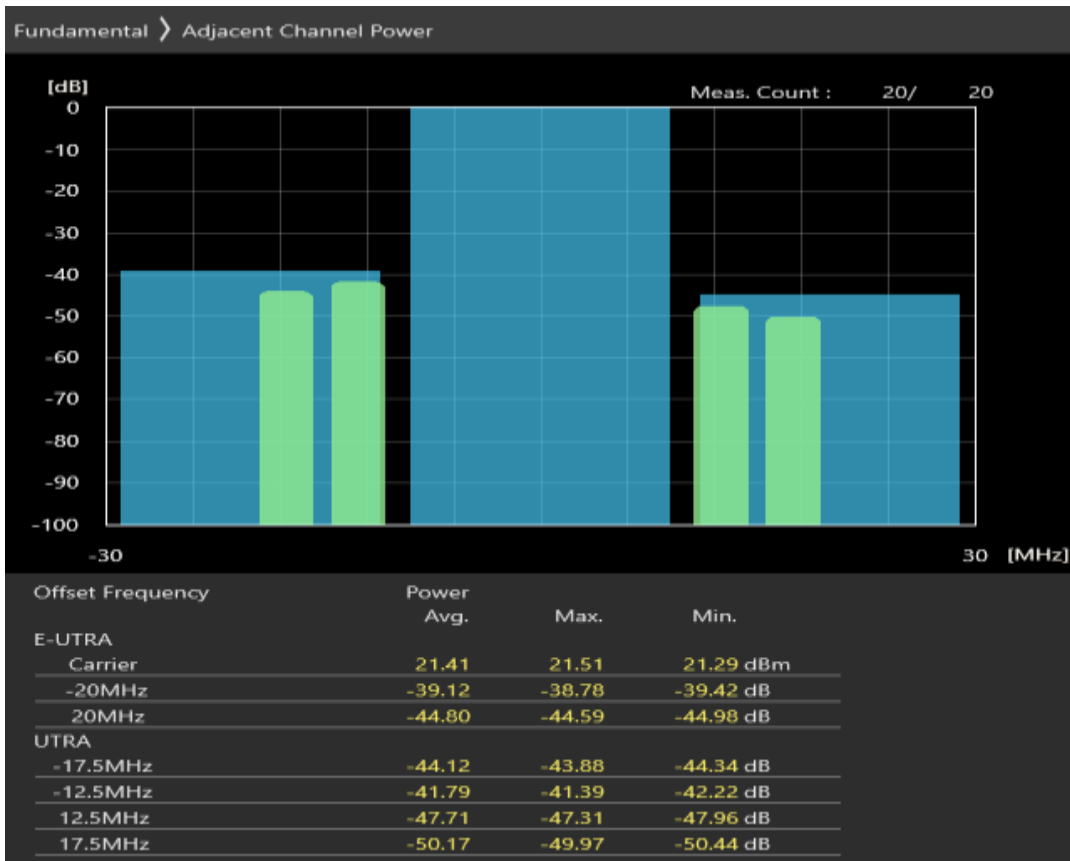 Fundamental 〉 Adjacent Channel Power
[dB]
Meas. Count : 20/ 20
0
-10
-20
-30
-40
-50
-60
-70
-80
-90
-100
-30 30 [MHz]
Offset Frequency Power
Avg. Max. Min.
E-UTRA
Carrier 21.41 21.51 21.29 dBm
-20MHz -39.12 -38.78 -39.42 dB
20MHz -44.80 -44.59 -44.98 dB
UTRA
-17.5MHz -44.12 -43.88 -44.34 dB
-12.5MHz -41.79 -41.39 -42.22 dB
12.5MHz -47.71 -47.31 -47.96 dB
17.5MHz -50.17 -49.97 -50.44 dB